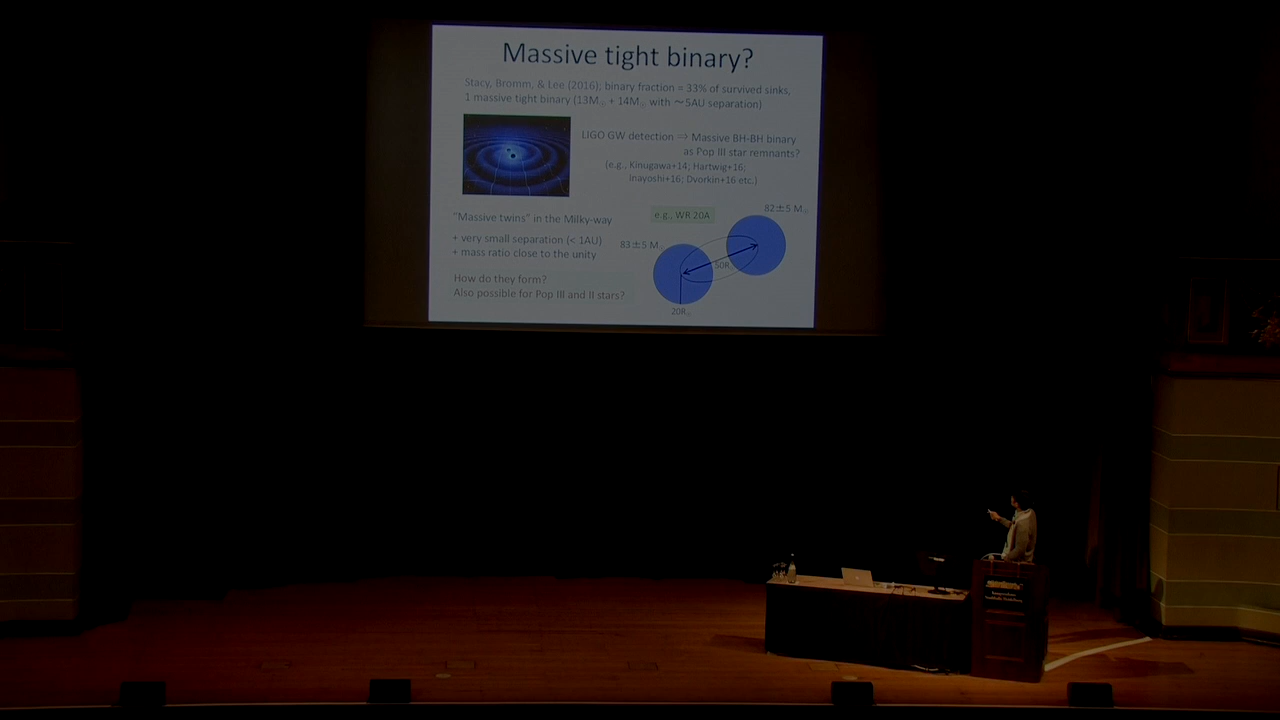 Massive tight binary?
Stacy, Bromm, & Lee (2016); binary fraction = 33% of survived sinks,
1 massive tight binary (13M☉ + 14M☉ with ~5AU separation)
LIGO GW detection ⇒ Massive BH-BH binary
as Pop III star remnants?
(e.g., Kinugawa+14; Hartwig+16;
Inayoshi+16; Dvorkin+16 etc.)
"Massive twins" in the Milky-way
+ very small separation (< 1AU)
+ mass ratio close to the unity
How do they form?
Also possible for Pop III and II stars?
e.g., WR 20A
82±5 M☉
83±5 M☉
50R☉
20R☉